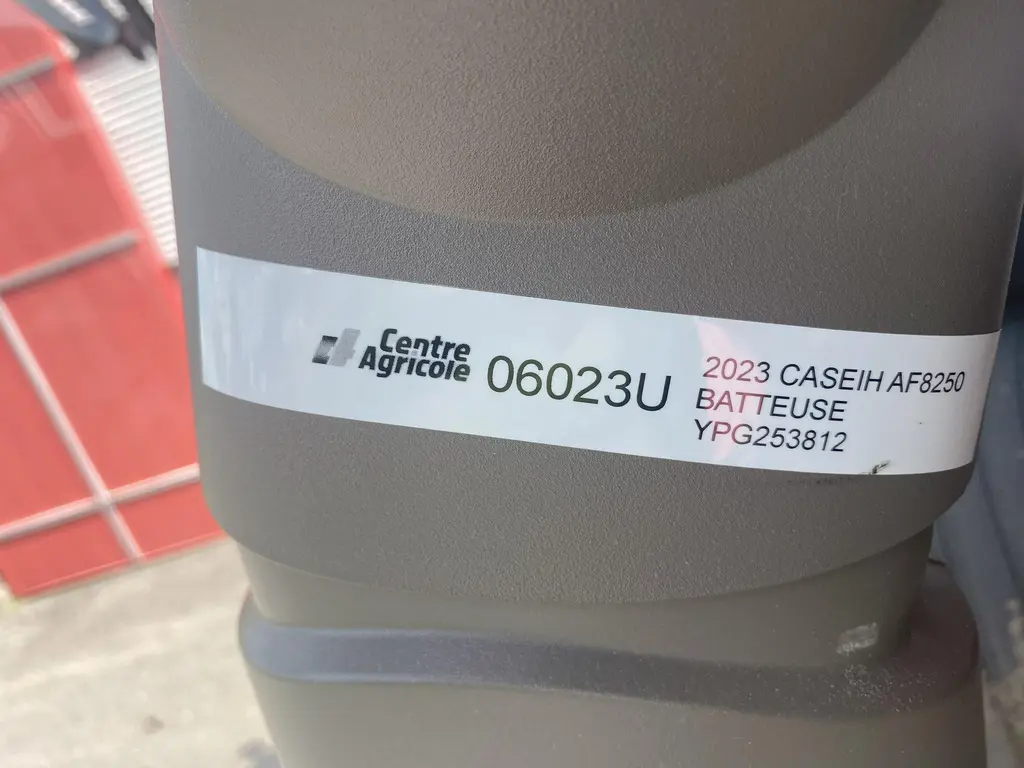 Centre
Agricole
06023U
2023 CASEIH AF8250
BATTEUSE
YPG253812